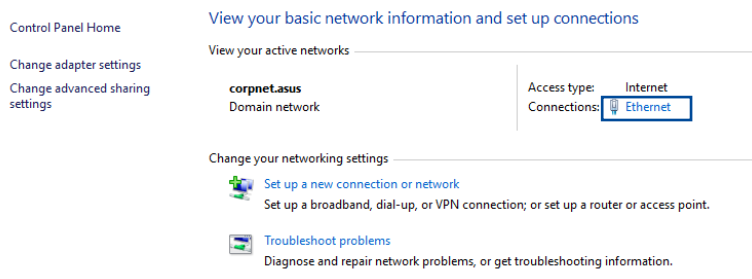 Control Panel Home
Change adapter settings
Change advanced sharing
settings
View your basic network information and set up connections
View your active networks
corpnet.asus
Domain network
Access type: Internet
Connections: Ethernet
Change your networking settings
Set up a new connection or network
Set up a broadband, dial-up, or VPN connection; or set up a router or access point.
Troubleshoot problems
Diagnose and repair network problems, or get troubleshooting information.